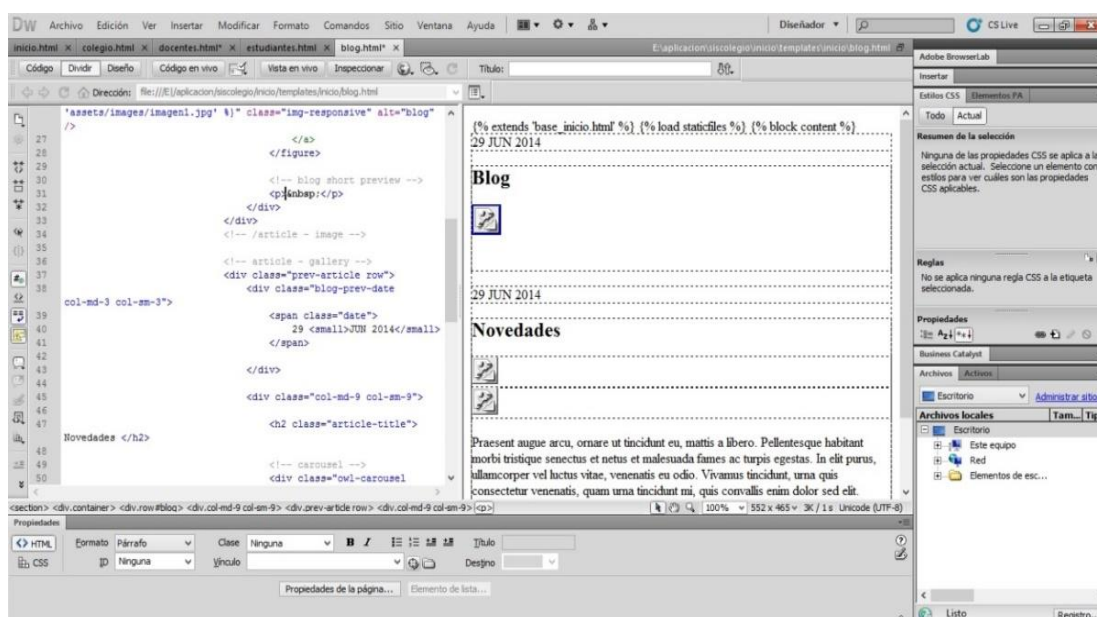 DW Archivo Edición Ver Insertar Modificar Formato Comandos Sitio Ventana Ayuda Diseñador CS Live
inicio.html × colegio.html × docentes.html* × estudiantes.html × blog.html* × E:\aplicacion\siscolegio\inicio\templates\inicio\blog.html
Código Dividir Diseño Código en vivo Vista en vivo Inspeccionar Título:
Dirección: file:///E|/aplicacion/siscolegio/inicio/templates/inicio/blog.html
'assets/images/imagen1.jpg' %}" class="img-responsive" alt="blog"
/>
27 </a>
28 </figure>
29
30 <!-- blog short preview -->
31 <p>&nbsp;</p>
32 </div>
33 </div>
34 <!-- /article - image -->
35
36 <!-- article - gallery -->
37 <div class="prev-article row">
38 <div class="blog-prev-date
col-md-3 col-sm-3">
39 <span class="date">
40 29 <small>JUN 2014</small>
41 </span>
42
43 </div>
44
45 <div class="col-md-9 col-sm-9">
46
47 <h2 class="article-title">
Novedades </h2>
48
49 <!-- carousel -->
50 <div class="owl-carousel
{% extends 'base_inicio.html' %} {% load staticfiles %} {% block content %}
29 JUN 2014
Blog
29 JUN 2014
Novedades
Praesent augue arcu, ornare ut tincidunt eu, mattis a libero. Pellentesque habitant
morbi tristique senectus et netus et malesuada fames ac turpis egestas. In elit purus,
ullamcorper vel luctus vitae, venenatis eu odio. Vivamus tincidunt, urna quis
consectetur venenatis, quam urna tincidunt mi, quis convallis enim dolor sed elit.
<section> <div.container> <div.row#blog> <div.col-md-9 col-sm-9> <div.prev-article row> <div.col-md-9 col-sm-9> <p> 100% 552 x 465 3K / 1 s Unicode (UTF-8)
Propiedades
<> HTML Formato Párrafo Clase Ninguna B I Título
CSS ID Ninguna Vínculo Destino
Propiedades de la página... Elemento de lista...
Adobe BrowserLab
Insertar
Estilos CSS Elementos PA
Todo Actual
Resumen de la selección
Ninguna de las propiedades CSS se aplica a la
selección actual. Seleccione un elemento con
estilos para ver cuáles son las propiedades
CSS aplicables.
Reglas
No se aplica ninguna regla CSS a la etiqueta
seleccionada.
Propiedades
Business Catalyst
Archivos Activos
Escritorio Administrar sitio
Archivos locales Tam... Tip
Escritorio
Este equipo
Red
Elementos de esc...
Listo Registro...